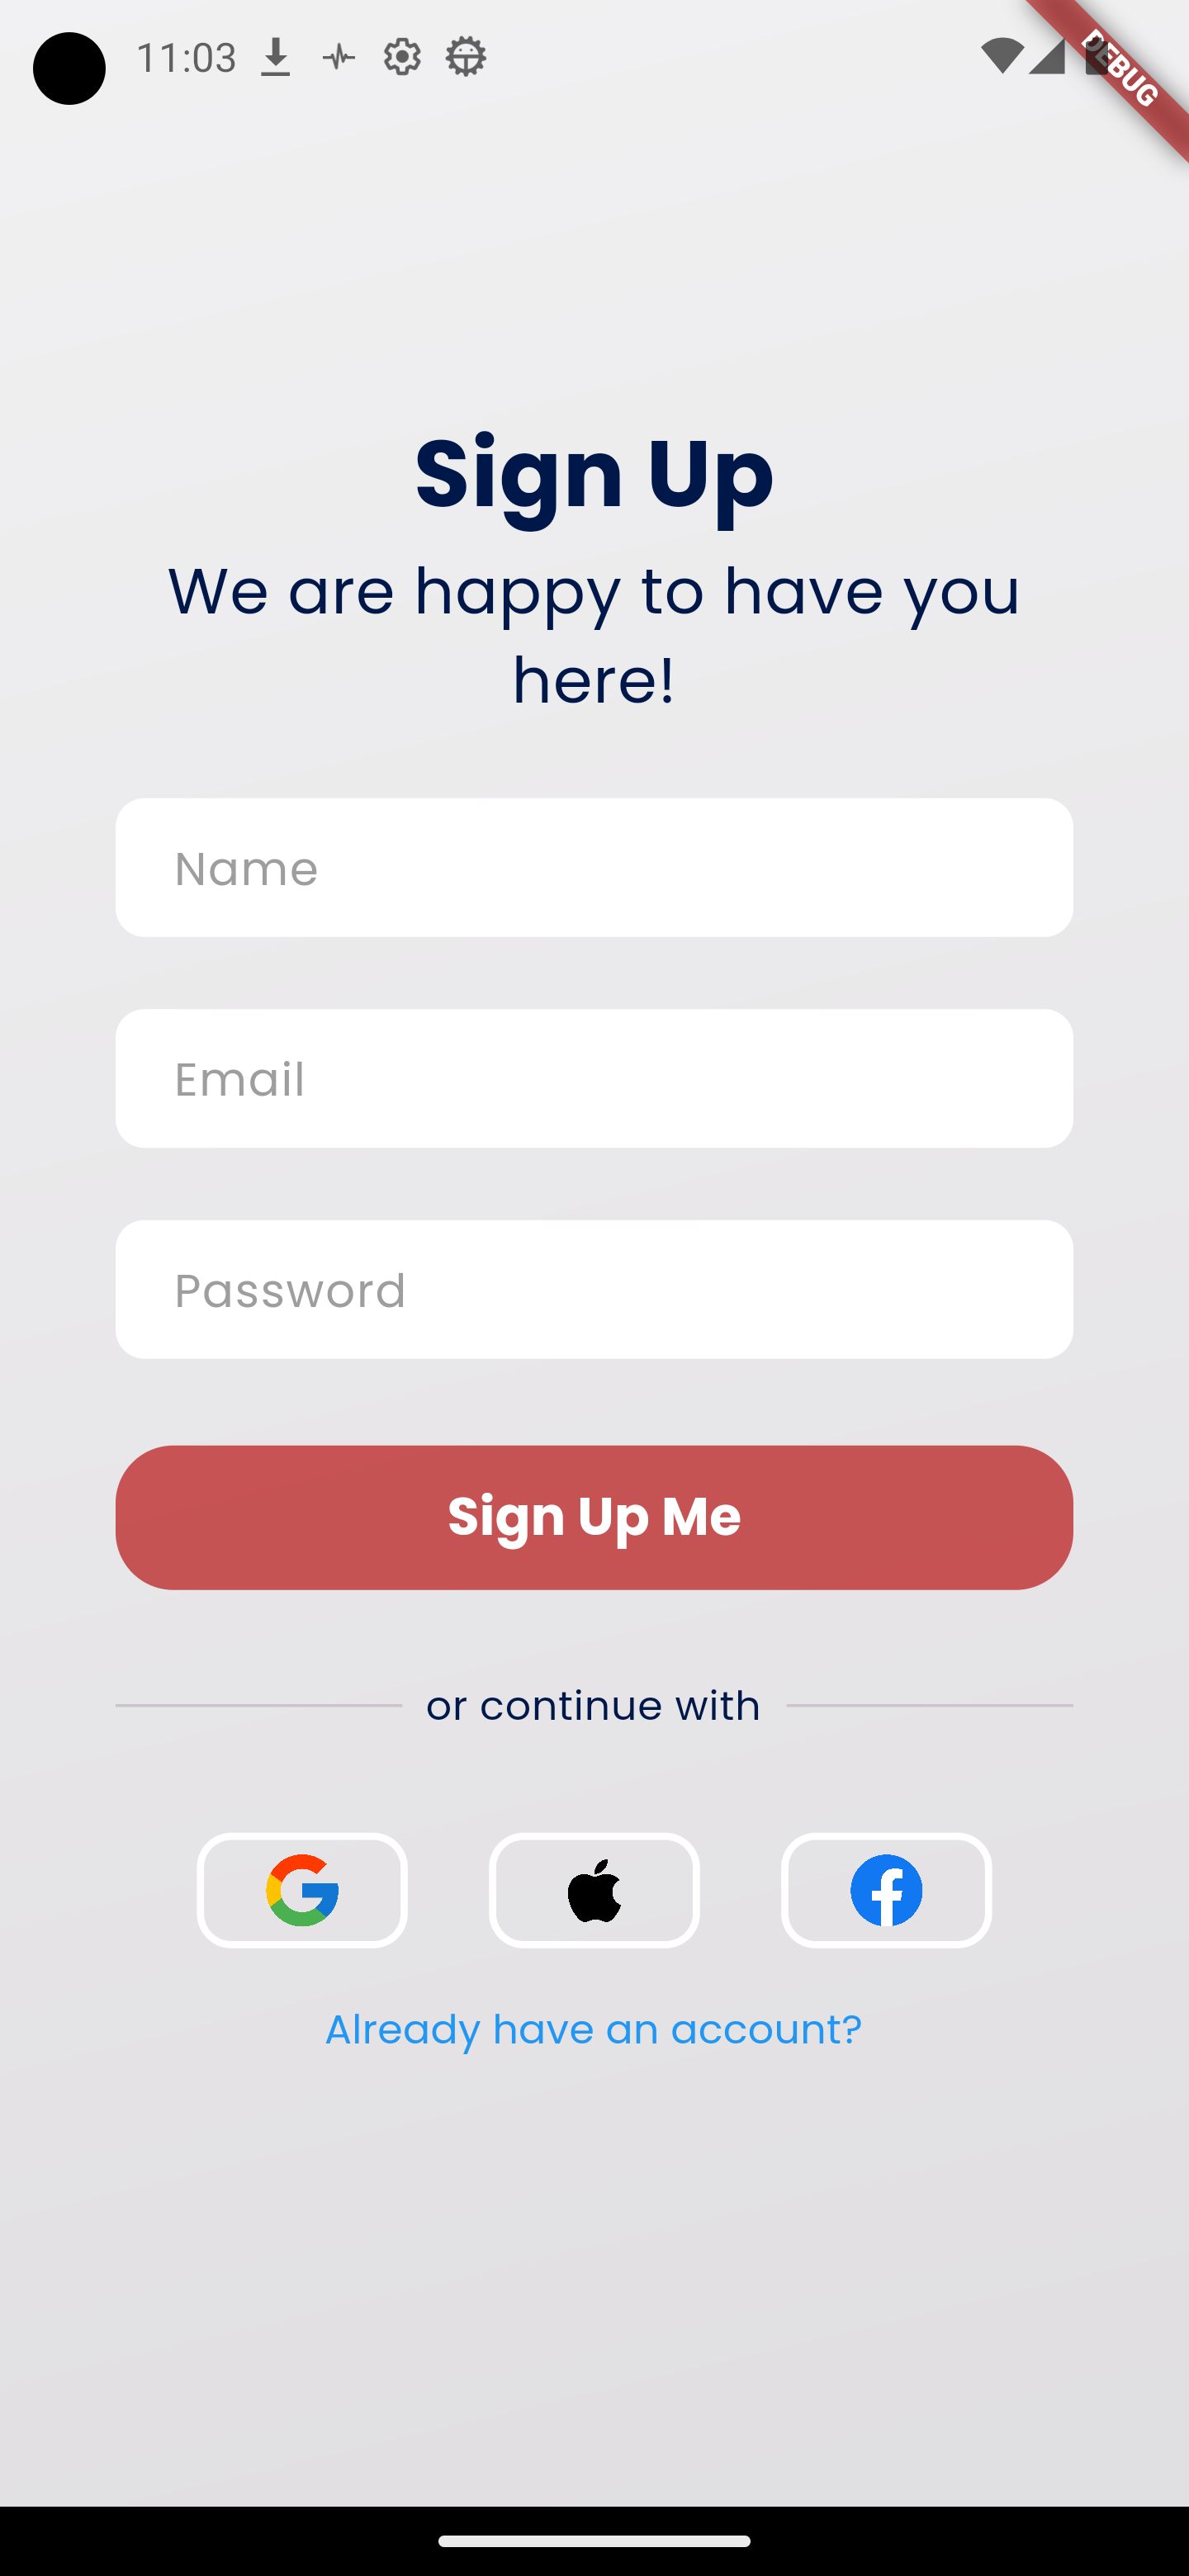 11:03
DEBUG
Sign Up
We are happy to have you
here!
Name
Email
Password
Sign Up Me
or continue with
Already have an account?